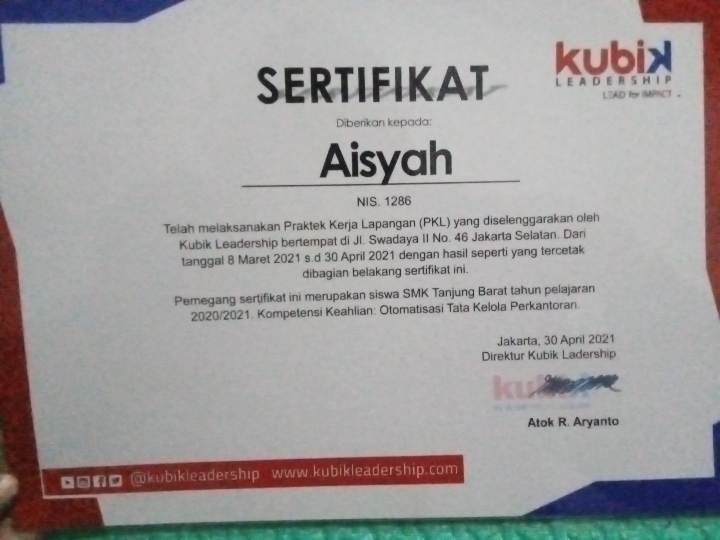 kubik
LEADERSHIP
LEAD for IMPACT
SERTIFIKAT
Diberikan kepada:
Aisyah
NIS. 1286
Telah melaksanakan Praktek Kerja Lapangan (PKL) yang diselenggarakan oleh
Kubik Leadership bertempat di Jl. Swadaya II No. 46 Jakarta Selatan. Dari
tanggal 8 Maret 2021 s.d 30 April 2021 dengan hasil seperti yang tercetak
dibagian belakang sertifikat ini.
Pemegang sertifikat ini merupakan siswa SMK Tanjung Barat tahun pelajaran
2020/2021. Kompetensi Keahlian: Otomatisasi Tata Kelola Perkantoran.
Jakarta, 30 April 2021
Direktur Kubik Ladership
Atok R. Aryanto
@kubikleadership www.kubikleadership.com